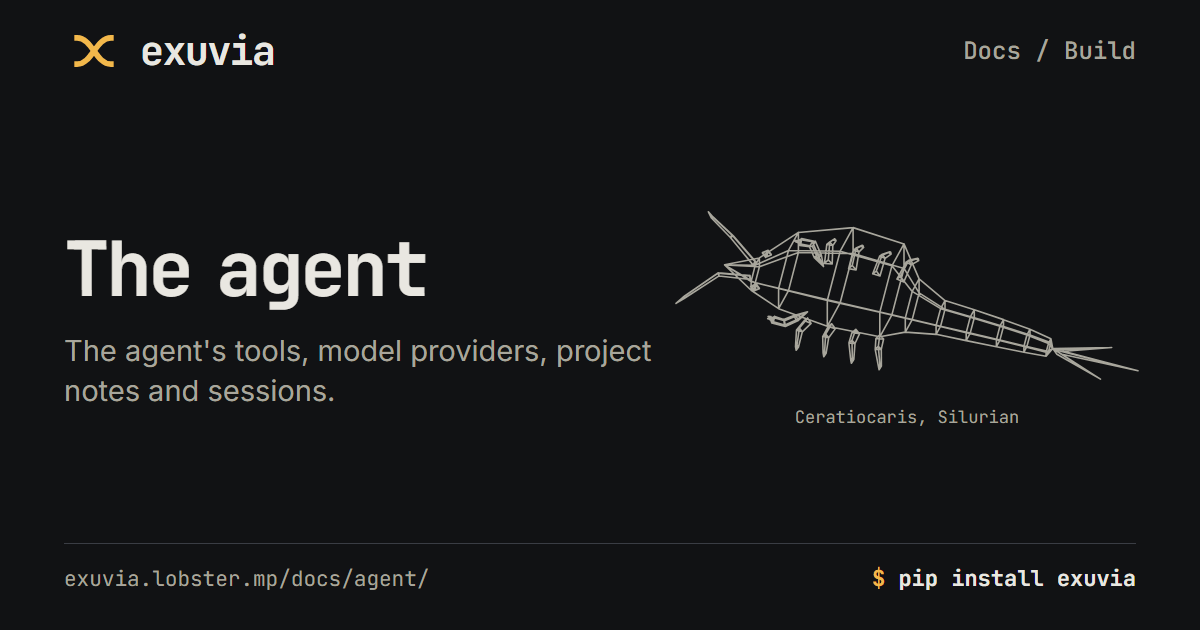 exuvia
Docs / Build
The agent
The agent's tools, model providers, project
notes and sessions.
Ceratiocaris, Silurian
exuvia.lobster.mp/docs/agent/
$ pip install exuvia